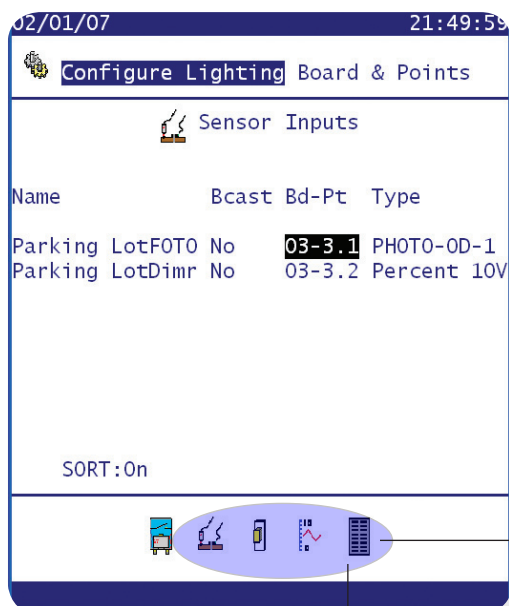 02/01/07 21:49:59
Configure Lighting Board & Points
Sensor Inputs
Name Bcast Bd-Pt Type
Parking LotFOTO No 03-3.1 PHOTO-OD-1
Parking LotDimr No 03-3.2 Percent 10V
SORT:On